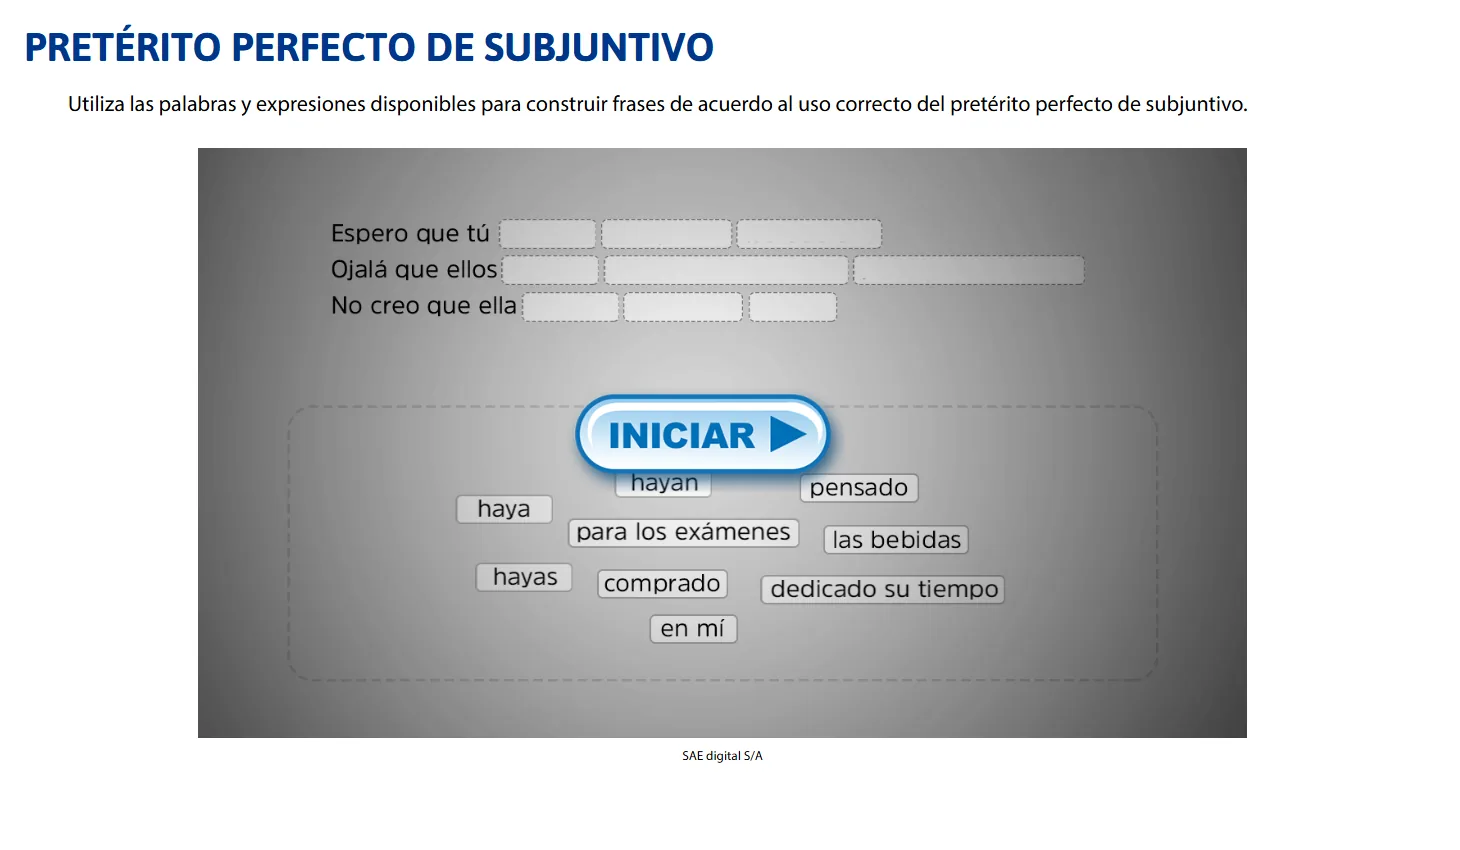 PRETÉRITO PERFECTO DE SUBJUNTIVO
Utiliza las palabras y expresiones disponibles para construir frases de acuerdo al uso correcto del pretérito perfecto de subjuntivo.
Espero que tú
Ojalá que ellos
No creo que ella
INICIAR
hayan
pensado
haya
para los exámenes
las bebidas
hayas
comprado
dedicado su tiempo
en mí
SAE digital S/A